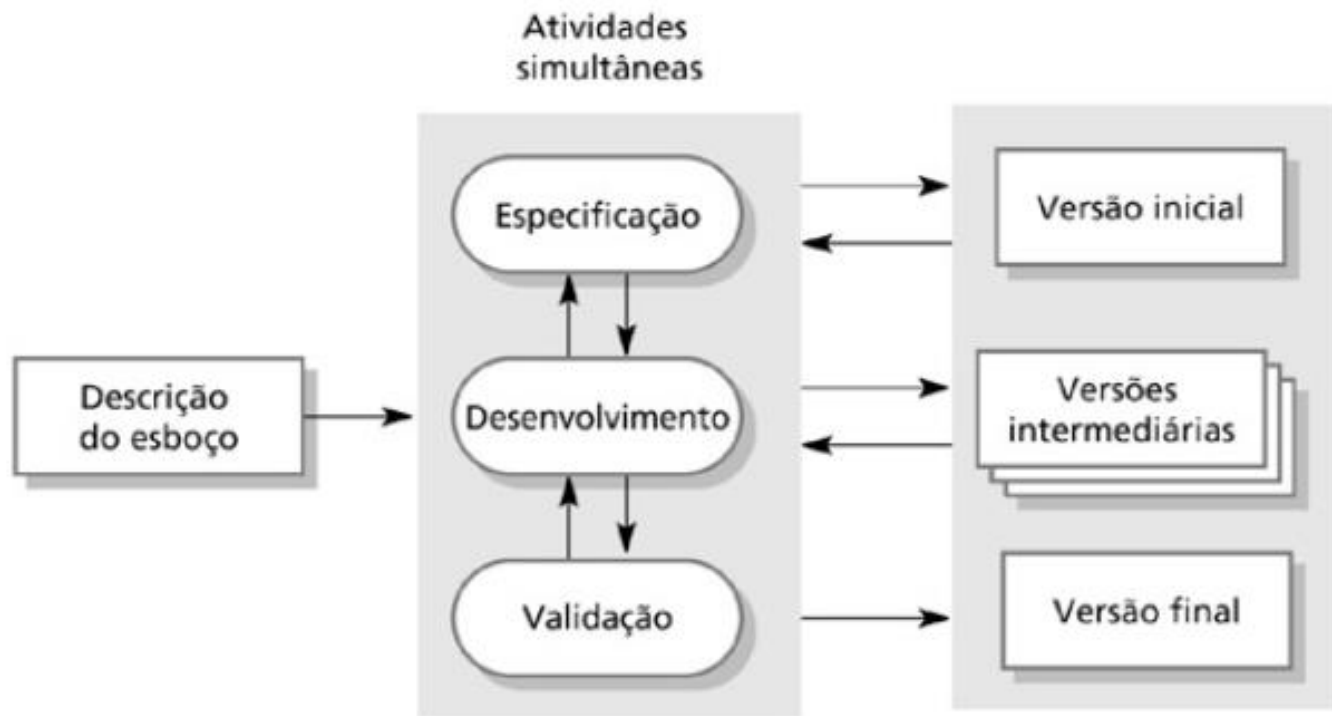 Atividades
simultâneas
Especificação
Versão inicial
Descrição
do esboço
Desenvolvimento
Versões
intermediárias
Validação
Versão final